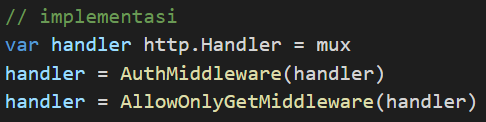 // implementasi
var handler http.Handler = mux
handler = AuthMiddleware(handler)
handler = AllowOnlyGetMiddleware(handler)